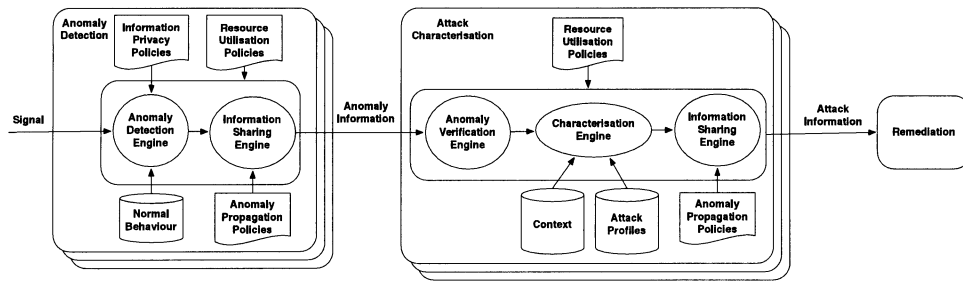 Anomaly
Detection
Information
Privacy
Policies
Resource
Utilisation
Policies
Signal
Anomaly
Detection
Engine
Information
Sharing
Engine
Normal
Behaviour
Anomaly
Propagation
Policies
Anomaly
Information
Attack
Characterisation
Resource
Utilisation
Policies
Anomaly
Verification
Engine
Characterisation
Engine
Information
Sharing
Engine
Context
Attack
Profiles
Anomaly
Propagation
Policies
Attack
Information
Remediation